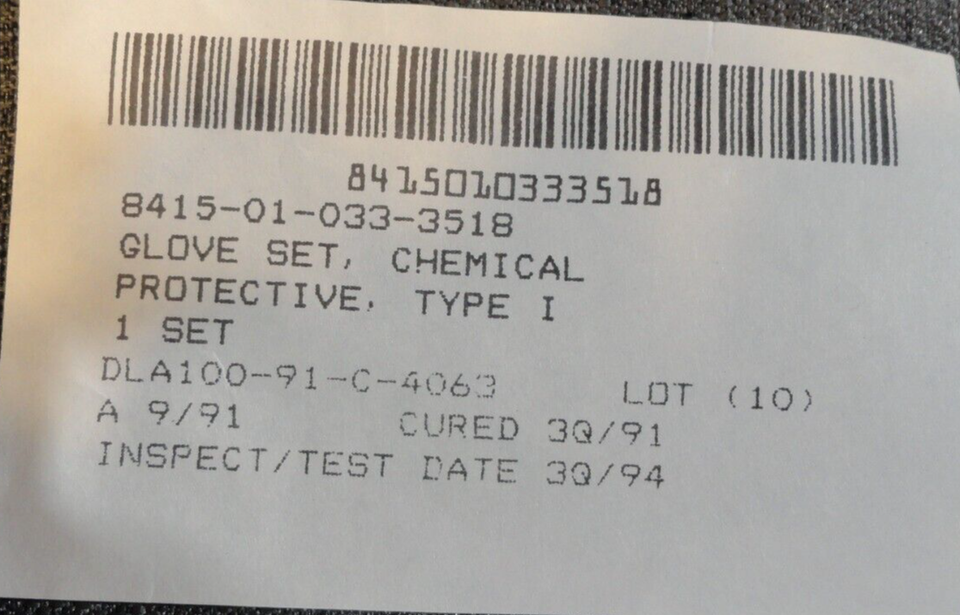 8415010333518
8415-01-033-3518
GLOVE SET, CHEMICAL
PROTECTIVE, TYPE I
1 SET
DLA100-91-C-4063 LOT (10)
A 9/91 CURED 3Q/91
INSPECT/TEST DATE 3Q/94